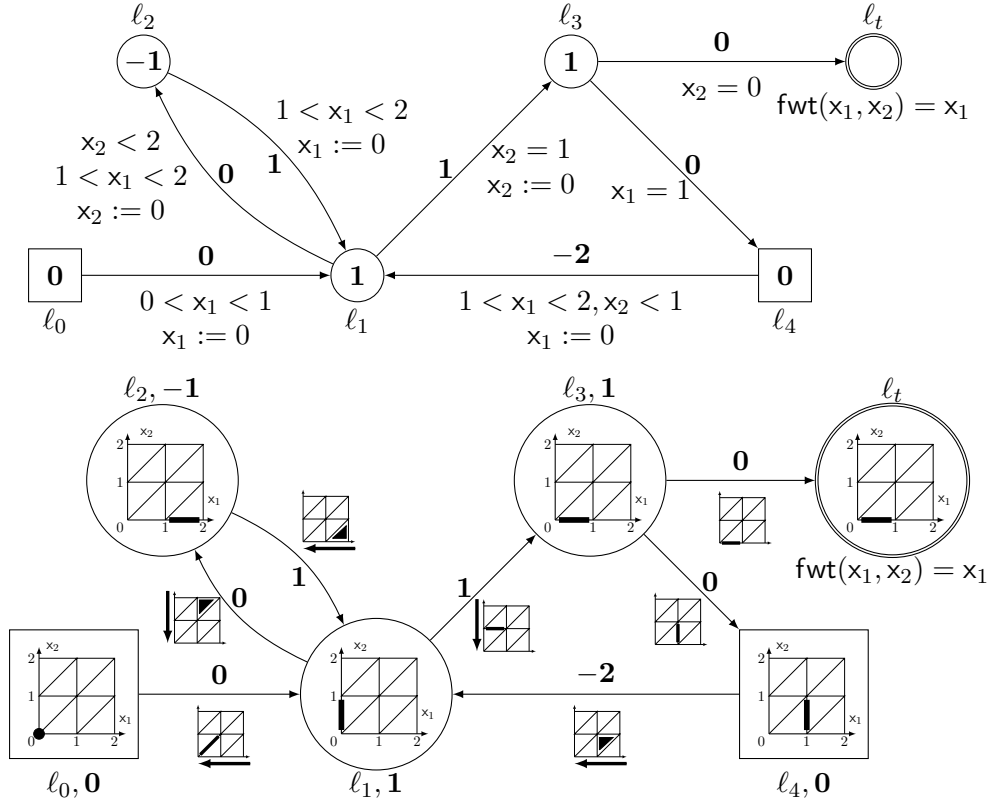 ℓ₂
ℓ₃
ℓₜ
−1
1
0
x₂ = 0
fwt(x₁, x₂) = x₁
1 < x₁ < 2
x₁ := 0
1
x₂ < 2
1 < x₁ < 2
x₂ := 0
0
1
x₂ = 1
x₂ := 0
0
x₁ = 1
0
0
0 < x₁ < 1
x₁ := 0
1
−2
1 < x₁ < 2, x₂ < 1
x₁ := 0
0
ℓ₀
ℓ₁
ℓ₄
ℓ₂, −1
ℓ₃, 1
ℓₜ
2
x₂
1
x₁
0
1
2
2
x₂
1
x₁
0
1
2
0
2
x₂
1
x₁
0
1
2
fwt(x₁, x₂) = x₁
1
0
1
0
2
x₂
1
x₁
0
1
2
0
2
x₂
1
x₁
0
1
2
−2
2
x₂
1
x₁
0
1
2
ℓ₀, 0
ℓ₁, 1
ℓ₄, 0